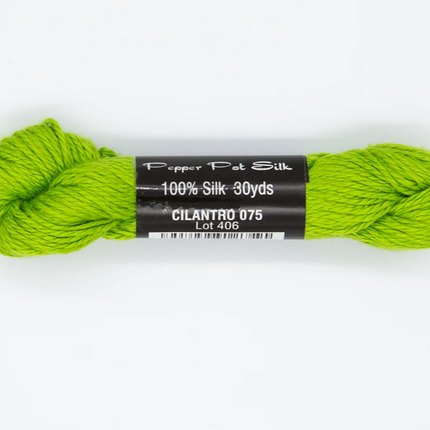 Pepper Pot Silk
100% Silk 30yds
CILANTRO 075
Lot 406